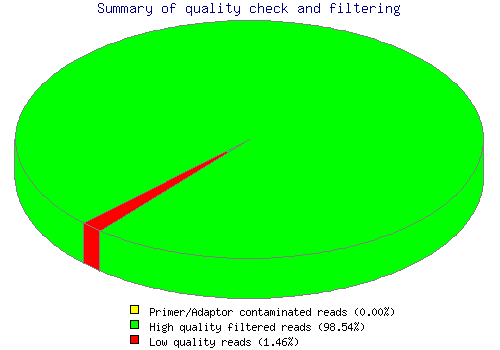 Summary of quality check and filtering
Primer/Adaptor contaminated reads (0.00%)
High quality filtered reads (98.54%)
Low quality reads (1.46%)